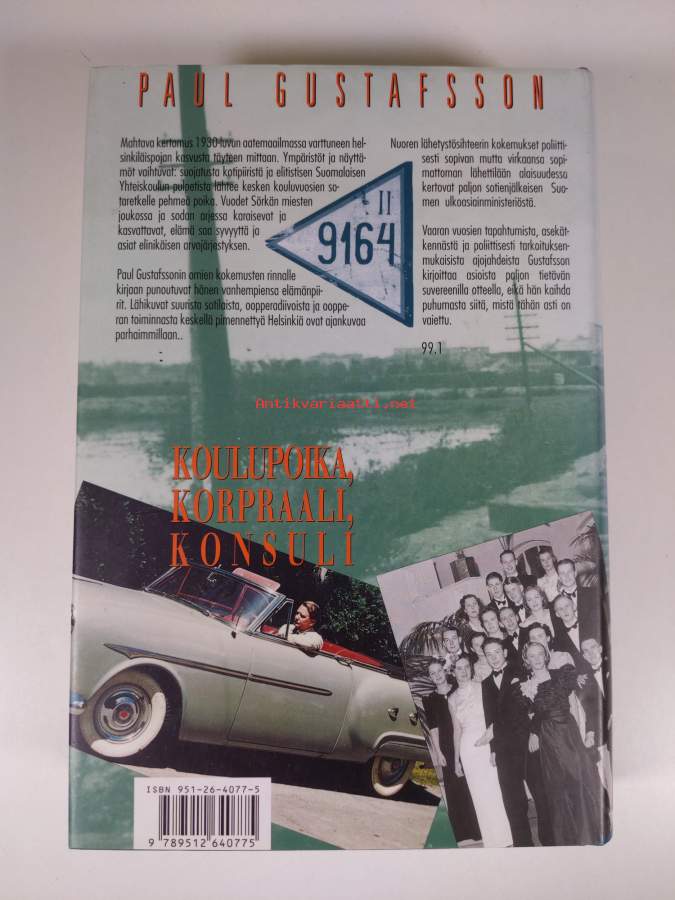 PAUL GUSTAFSSON
Mahtava kertomus 1930-luvun aatemaailmassa varttuneen hel-
sinkiläispojan kasvusta täyteen mittaan. Ympäristöt ja näyttä-
möt vaihtuvat: suojatusta kotipiiristä ja elitistisen Suomalaisen
Yhteiskoulun pulpetista lähtee kesken kouluvuosien so-
taretkelle pehmeä poika. Vuodet Sörkän miesten
joukossa ja sodan arjessa karaisevat ja
kasvattavat, elämä saa syvyyttä ja
asiat elinikäisen arvojärjestyksen.
Paul Gustafssonin omien kokemusten rinnalle
kirjaan punoutuvat hänen vanhempiensa elämänpii-
rit. Lähikuvat suurista sotilaista, oopperadiivoista ja ooppe-
ran toiminnasta keskellä pimennettyä Helsinkiä ovat ajankuvaa
parhaimmillaan..
Nuoren lähetystösihteerin kokemukset poliitti-
sesti sopivan mutta virkaansa sopi-
mattoman lähettilään alaisuudessa
kertovat paljon sotienjälkeisen Suo-
men ulkoasiainministeriöstä.
Vaaran vuosien tapahtumista, asekät-
kennästä ja poliittisesti tarkoituksen-
mukaisista ajojahdeista Gustafsson
kirjoittaa asioista paljon tietävän
suvereenilla otteella, eikä hän kaihda
puhumasta siitä, mistä tähän asti on
vaiettu.
99.1
II
9164
Antikvariaatti.net
KOULUPOIKA,
KORPRAALI,
KONSULI
ISBN 951-26-4077-5
9 789512 640775